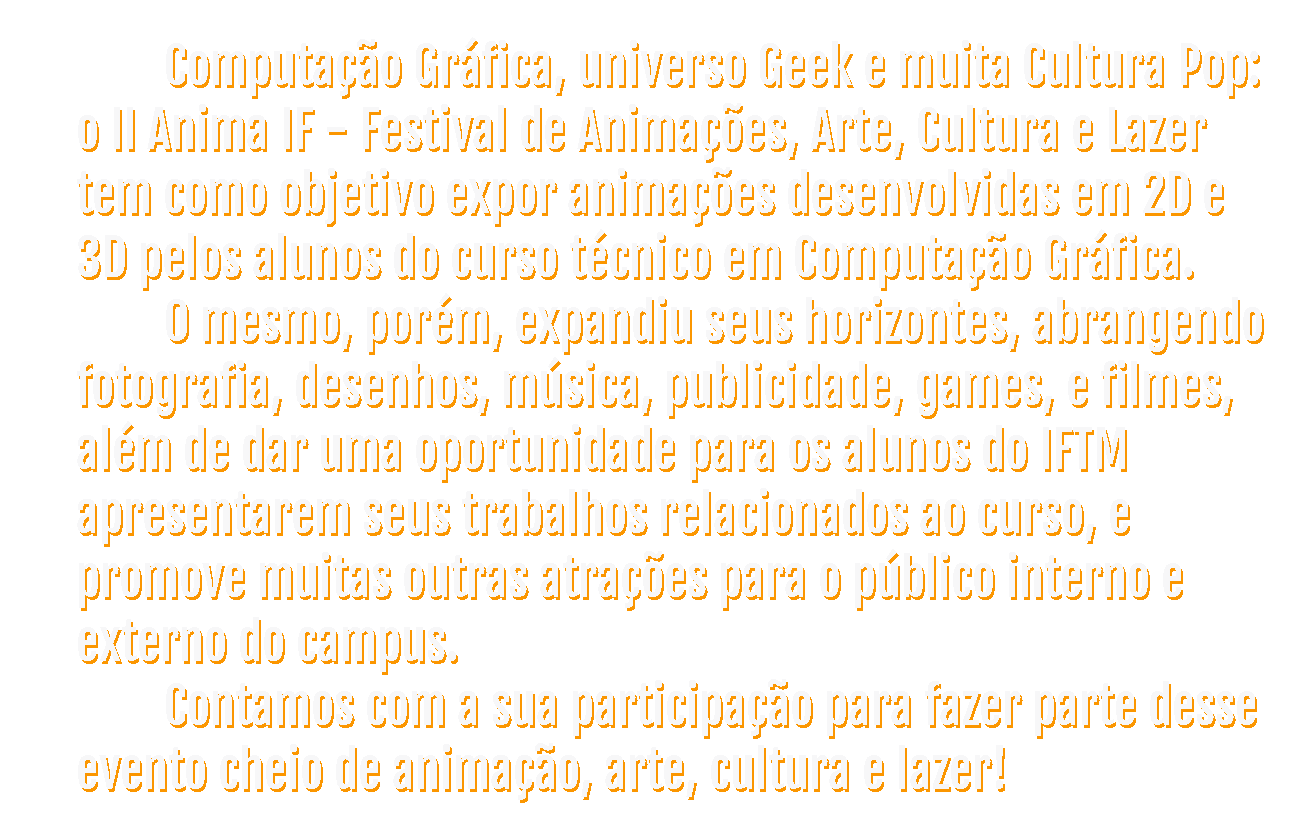 Computação Gráfica, universo Geek e muita Cultura Pop:
o II Anima IF – Festival de Animações, Arte, Cultura e Lazer
tem como objetivo expor animações desenvolvidas em 2D e
3D pelos alunos do curso técnico em Computação Gráfica.
O mesmo, porém, expandiu seus horizontes, abrangendo
fotografia, desenhos, música, publicidade, games, e filmes,
além de dar uma oportunidade para os alunos do IFTM
apresentarem seus trabalhos relacionados ao curso, e
promove muitas outras atrações para o público interno e
externo do campus.
Contamos com a sua participação para fazer parte desse
evento cheio de animação, arte, cultura e lazer!